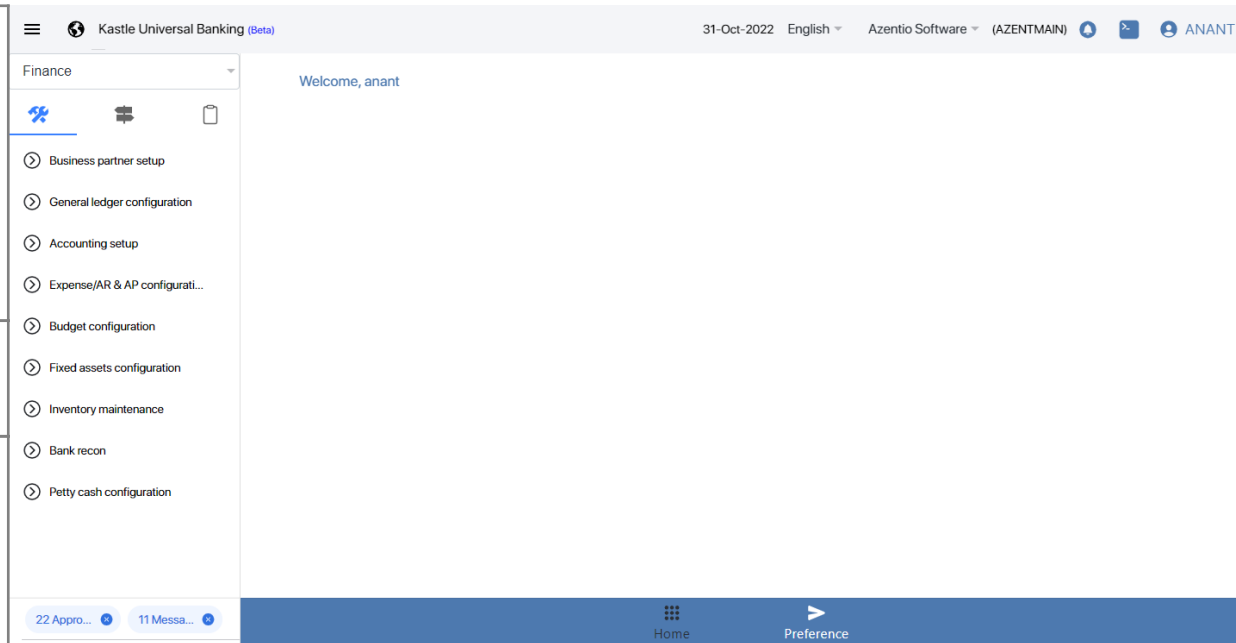 Kastle Universal Banking (Beta)
31-Oct-2022 English Azentio Software (AZENTMAIN) ANANT
Finance
Welcome, anant
Business partner setup
General ledger configuration
Accounting setup
Expense/AR & AP configurati...
Budget configuration
Fixed assets configuration
Inventory maintenance
Bank recon
Petty cash configuration
22 Appro... 11 Messa...
Home Preference